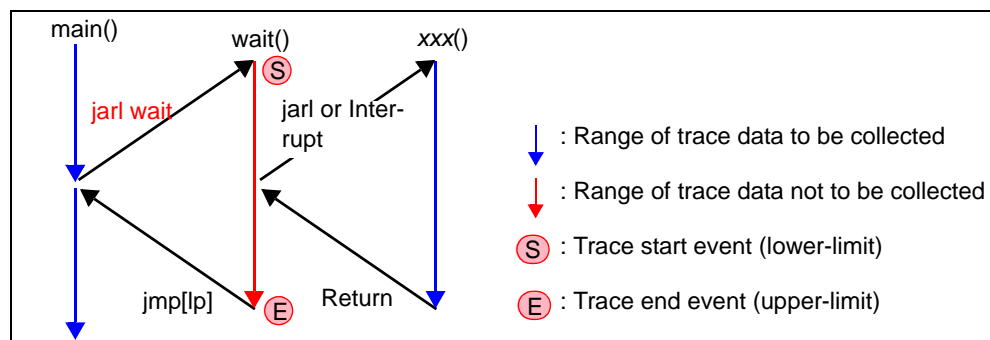 main()
wait()
xxx()
S
jarl wait
jarl or Inter-
rupt
: Range of trace data to be collected
: Range of trace data not to be collected
S : Trace start event (lower-limit)
jmp[lp]
E
Return
E : Trace end event (upper-limit)